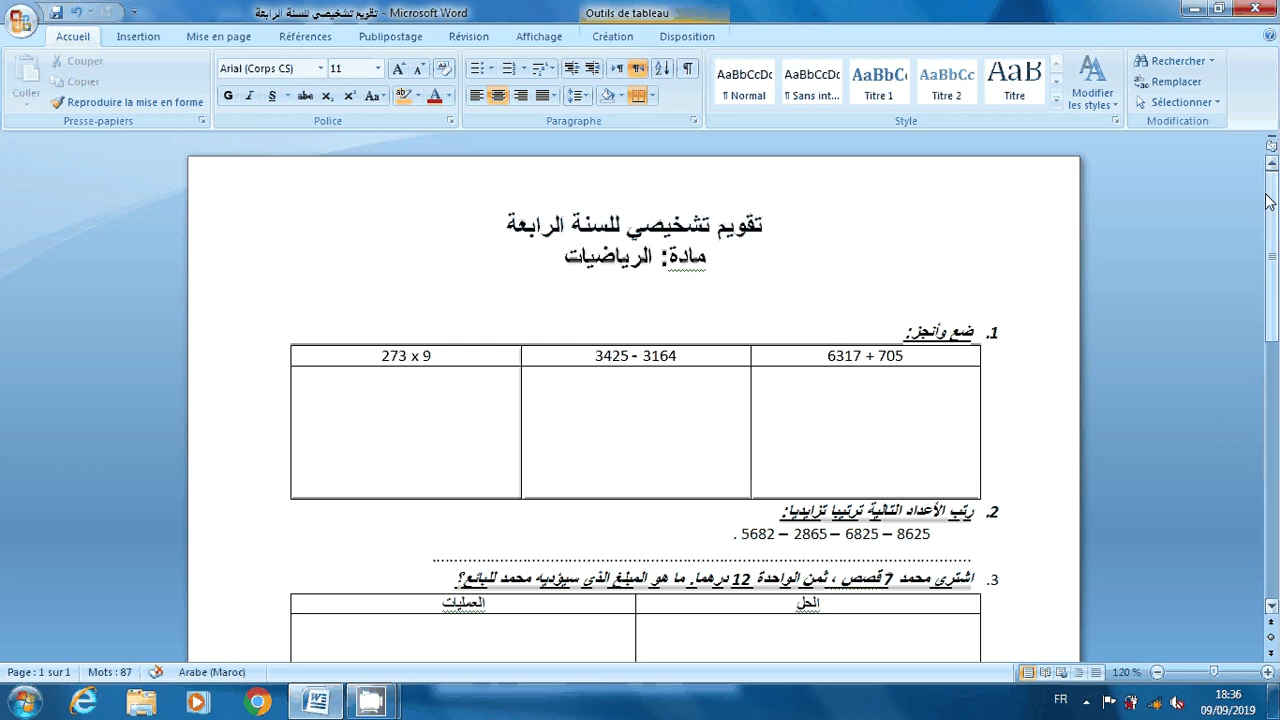 تقويم تشخيصي للسنة الرابعة - Microsoft Word
Outils de tableau
Accueil Insertion Mise en page Références Publipostage Révision Affichage Création Disposition
Coller
Couper
Copier
Reproduire la mise en forme
Presse-papiers
Arial (Corps CS) 11
G I S abc x₂ x² Aa
Police
Paragraphe
AaBbCcDc AaBbCcDc AaBbC AaBbCc AaB
¶ Normal ¶ Sans int... Titre 1 Titre 2 Titre
Modifier les styles
Style
Rechercher
Remplacer
Sélectionner
Modification
تقويم تشخيصي للسنة الرابعة
مادة: الرياضيات
1. ضع وأنجز:
6317 + 705
3425 - 3164
273 x 9
2. رتب الأعداد التالية ترتيبا تزايديا:
8625 – 6825 – 2865 – 5682 .
................................................................................
3. اشترى محمد 7 قصص ، ثمن الواحدة 12 درهما. ما هو المبلغ الذي سيؤديه محمد للبائع؟
الحل
العمليات
Page : 1 sur 1 Mots : 87 Arabe (Maroc) 120 %
FR 18:36
09/09/2019